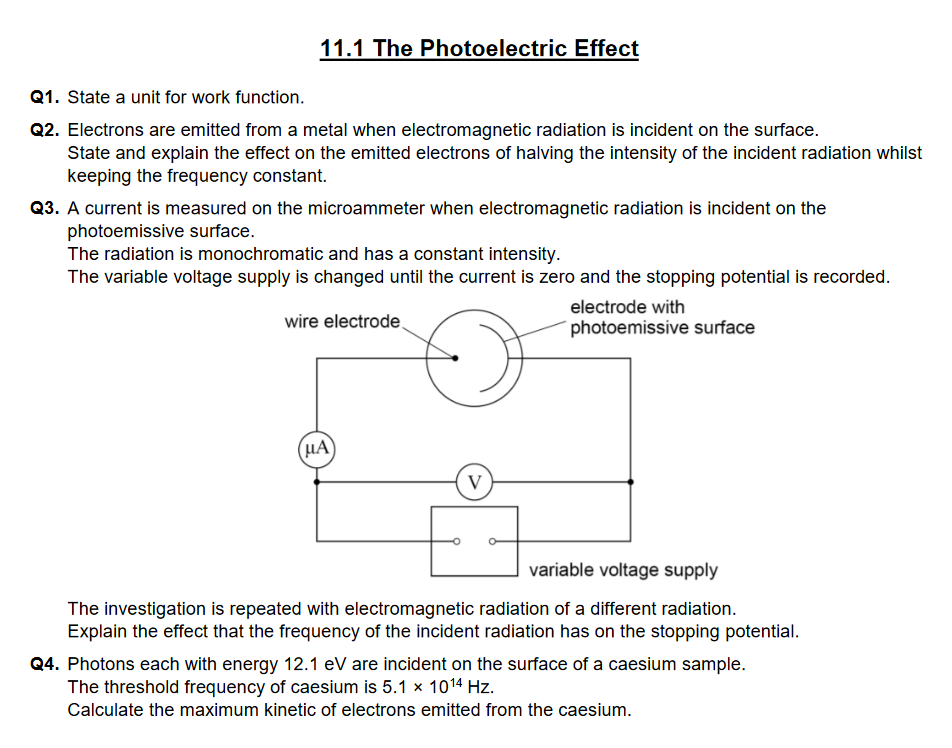 11.1 The Photoelectric Effect
Q1. State a unit for work function.
Q2. Electrons are emitted from a metal when electromagnetic radiation is incident on the surface.
State and explain the effect on the emitted electrons of halving the intensity of the incident radiation whilst
keeping the frequency constant.
Q3. A current is measured on the microammeter when electromagnetic radiation is incident on the
photoemissive surface.
The radiation is monochromatic and has a constant intensity.
The variable voltage supply is changed until the current is zero and the stopping potential is recorded.
electrode with
wire electrode
photoemissive surface
μA
V
variable voltage supply
The investigation is repeated with electromagnetic radiation of a different radiation.
Explain the effect that the frequency of the incident radiation has on the stopping potential.
Q4. Photons each with energy 12.1 eV are incident on the surface of a caesium sample.
The threshold frequency of caesium is 5.1 × 10¹⁴ Hz.
Calculate the maximum kinetic of electrons emitted from the caesium.